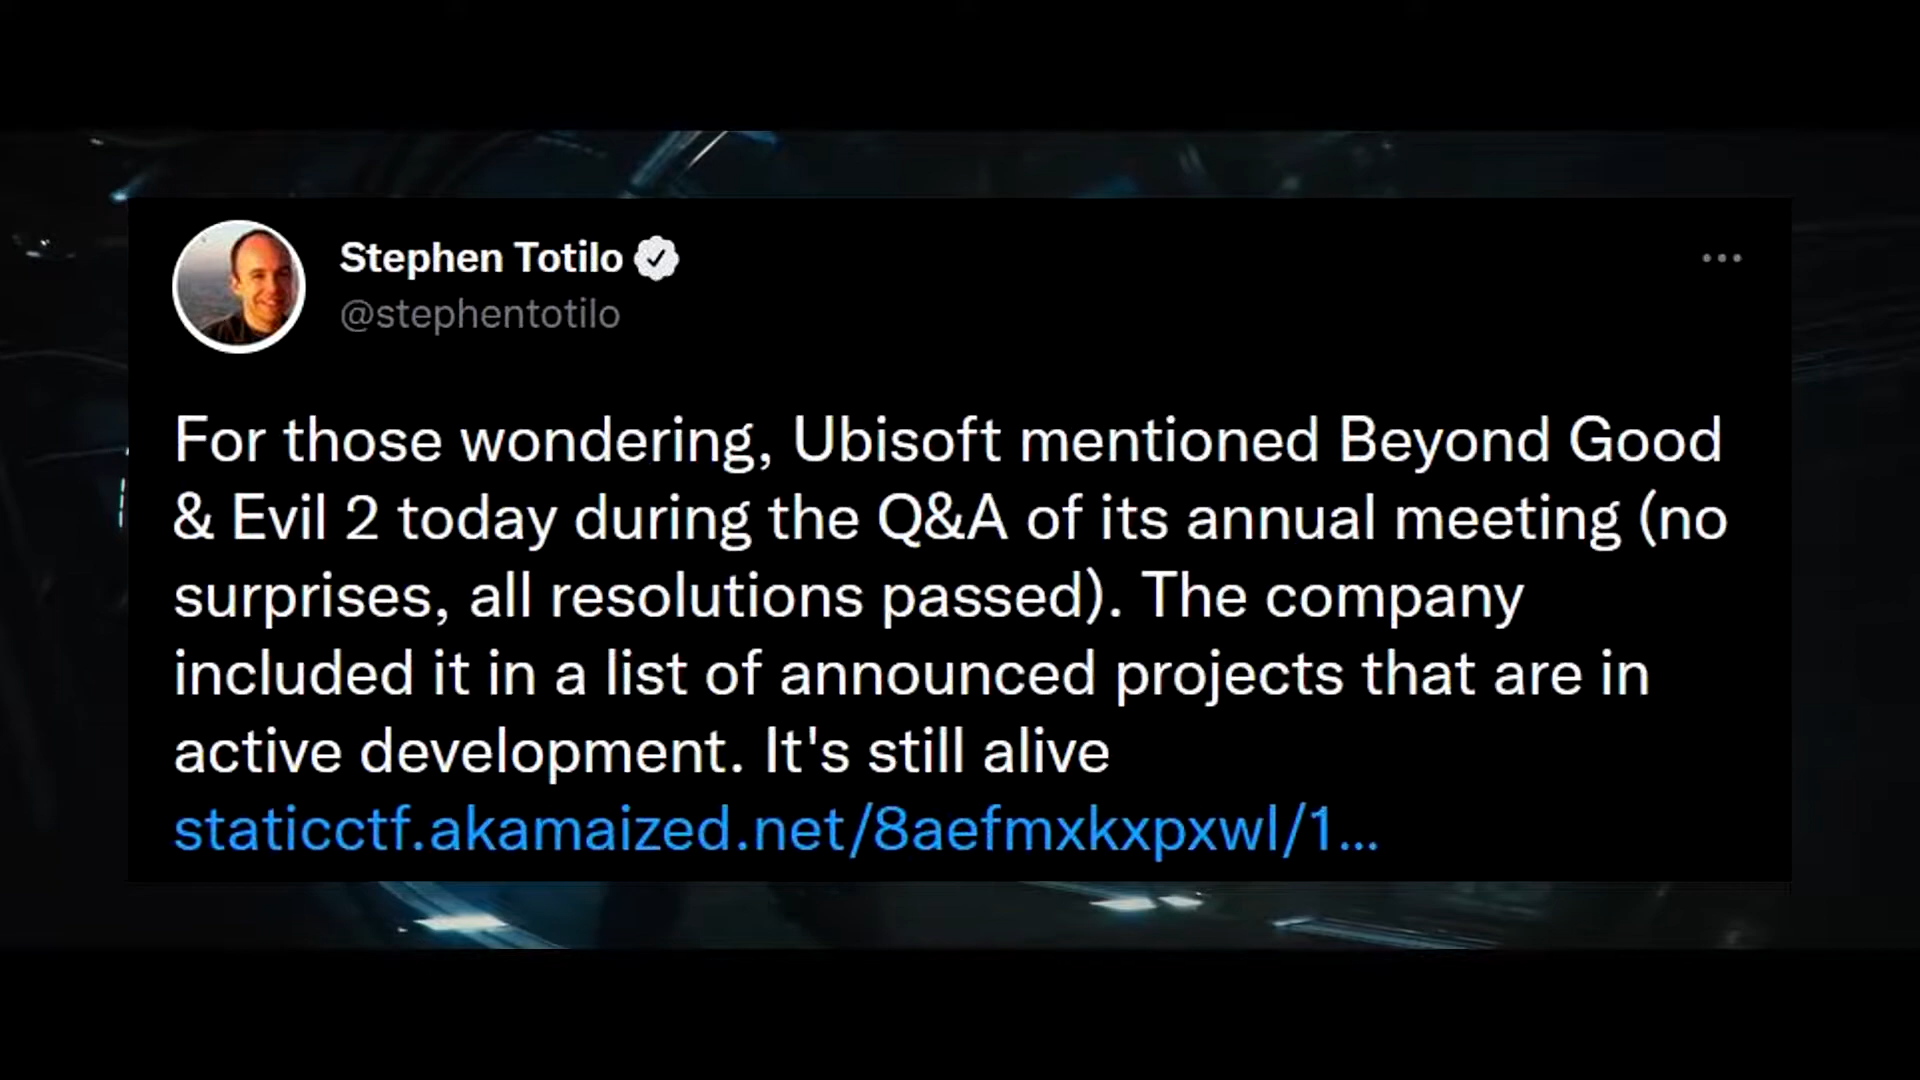 Stephen Totilo
@stephentotilo
For those wondering, Ubisoft mentioned Beyond Good
& Evil 2 today during the Q&A of its annual meeting (no
surprises, all resolutions passed). The company
included it in a list of announced projects that are in
active development. It's still alive
staticctf.akamaized.net/8aefmxkxpxwl/1...